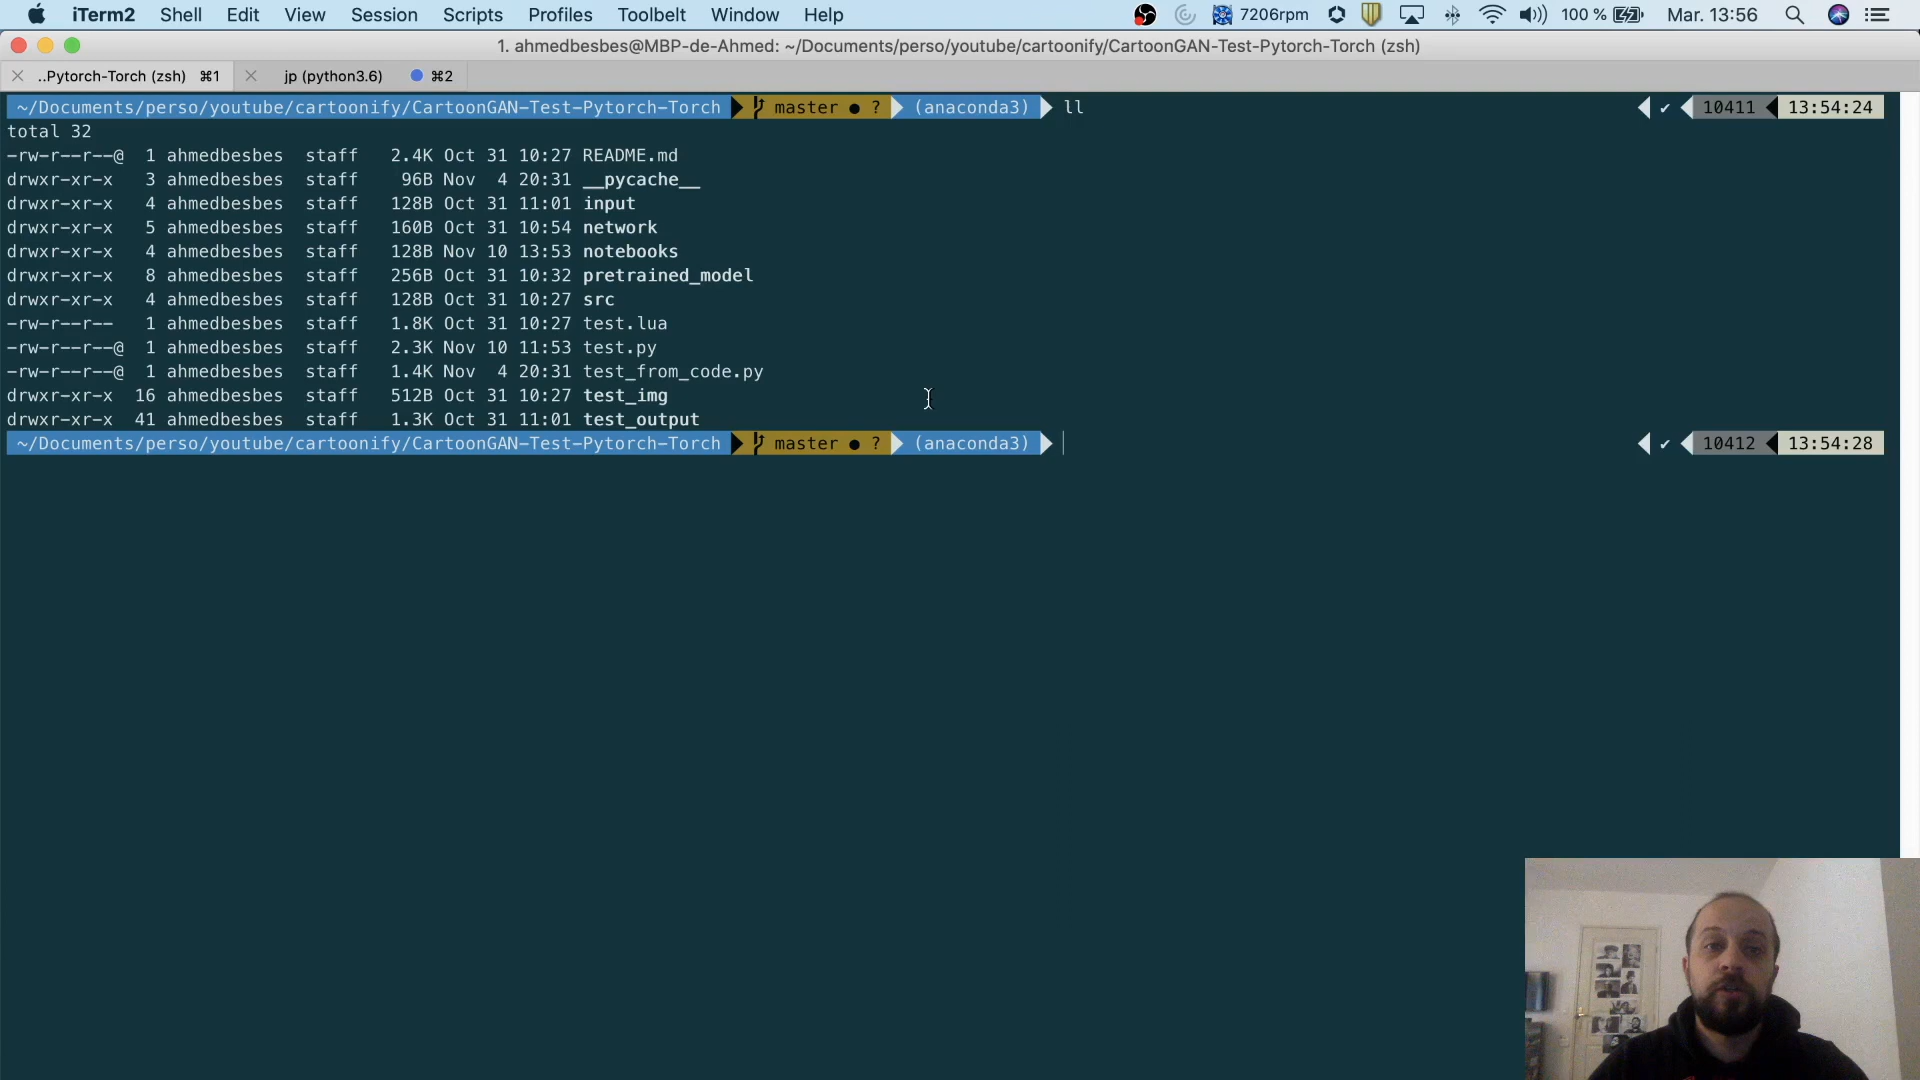 iTerm2 Shell Edit View Session Scripts Profiles Toolbelt Window Help 7206rpm 100 % Mar. 13:56
1. ahmedbesbes@MBP-de-Ahmed: ~/Documents/perso/youtube/cartoonify/CartoonGAN-Test-Pytorch-Torch (zsh)
..Pytorch-Torch (zsh) ⌘1 jp (python3.6) ⌘2
~/Documents/perso/youtube/cartoonify/CartoonGAN-Test-Pytorch-Torch master ● ? (anaconda3) ll ✔ 10411 13:54:24
total 32
-rw-r--r--@ 1 ahmedbesbes staff 2.4K Oct 31 10:27 README.md
drwxr-xr-x 3 ahmedbesbes staff 96B Nov 4 20:31 __pycache__
drwxr-xr-x 4 ahmedbesbes staff 128B Oct 31 11:01 input
drwxr-xr-x 5 ahmedbesbes staff 160B Oct 31 10:54 network
drwxr-xr-x 4 ahmedbesbes staff 128B Nov 10 13:53 notebooks
drwxr-xr-x 8 ahmedbesbes staff 256B Oct 31 10:32 pretrained_model
drwxr-xr-x 4 ahmedbesbes staff 128B Oct 31 10:27 src
-rw-r--r-- 1 ahmedbesbes staff 1.8K Oct 31 10:27 test.lua
-rw-r--r--@ 1 ahmedbesbes staff 2.3K Nov 10 11:53 test.py
-rw-r--r--@ 1 ahmedbesbes staff 1.4K Nov 4 20:31 test_from_code.py
drwxr-xr-x 16 ahmedbesbes staff 512B Oct 31 10:27 test_img
drwxr-xr-x 41 ahmedbesbes staff 1.3K Oct 31 11:01 test_output
~/Documents/perso/youtube/cartoonify/CartoonGAN-Test-Pytorch-Torch master ● ? (anaconda3) ✔ 10412 13:54:28